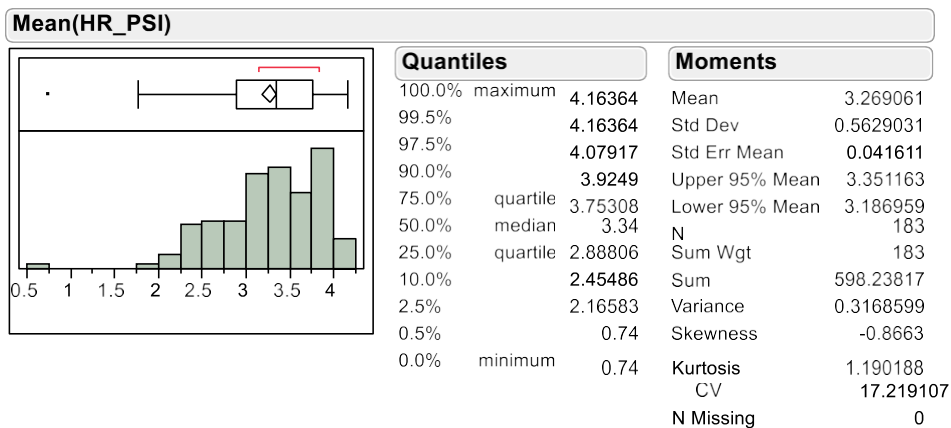 Mean(HR_PSI)
0.5 1 1.5 2 2.5 3 3.5 4
Quantiles
100.0% maximum 4.16364
99.5% 4.16364
97.5% 4.07917
90.0% 3.9249
75.0% quartile 3.75308
50.0% median 3.34
25.0% quartile 2.88806
10.0% 2.45486
2.5% 2.16583
0.5% 0.74
0.0% minimum 0.74
Moments
Mean 3.269061
Std Dev 0.5629031
Std Err Mean 0.041611
Upper 95% Mean 3.351163
Lower 95% Mean 3.186959
N 183
Sum Wgt 183
Sum 598.23817
Variance 0.3168599
Skewness -0.8663
Kurtosis 1.190188
CV 17.219107
N Missing 0